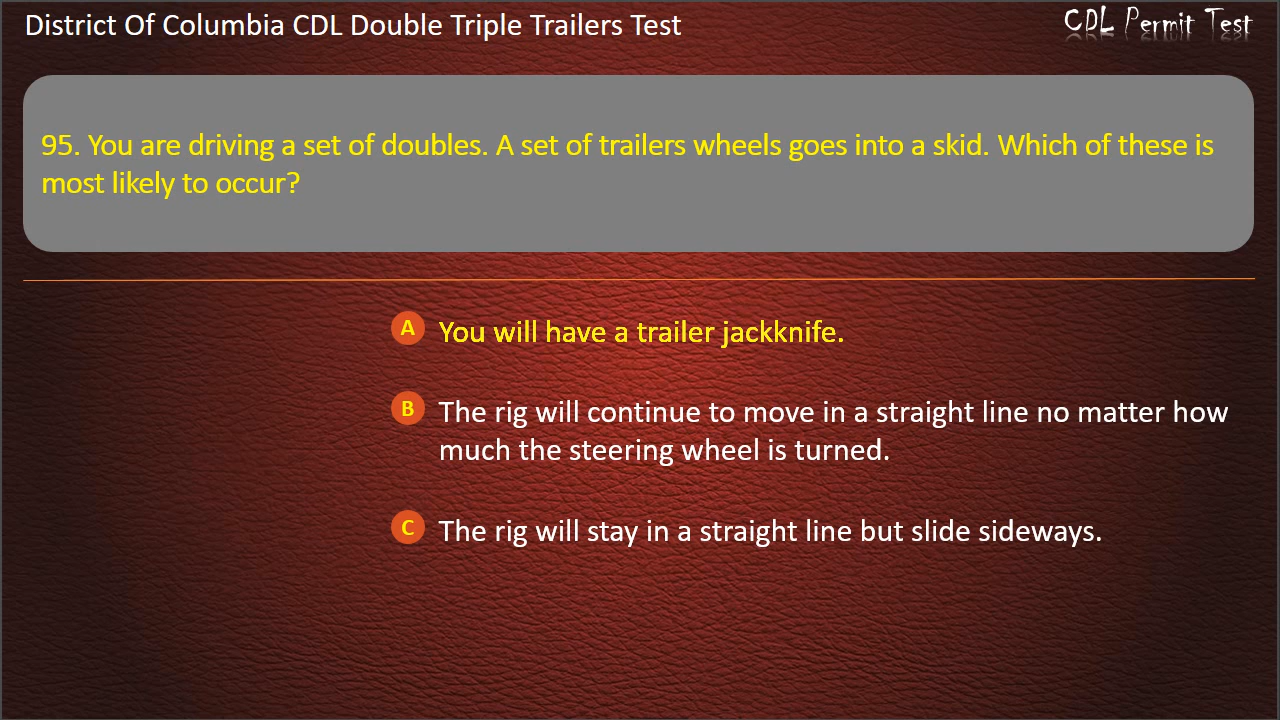 District Of Columbia CDL Double Triple Trailers Test
CDL Permit Test
95. You are driving a set of doubles. A set of trailers wheels goes into a skid. Which of these is
most likely to occur?
A You will have a trailer jackknife.
B The rig will continue to move in a straight line no matter how
much the steering wheel is turned.
C The rig will stay in a straight line but slide sideways.